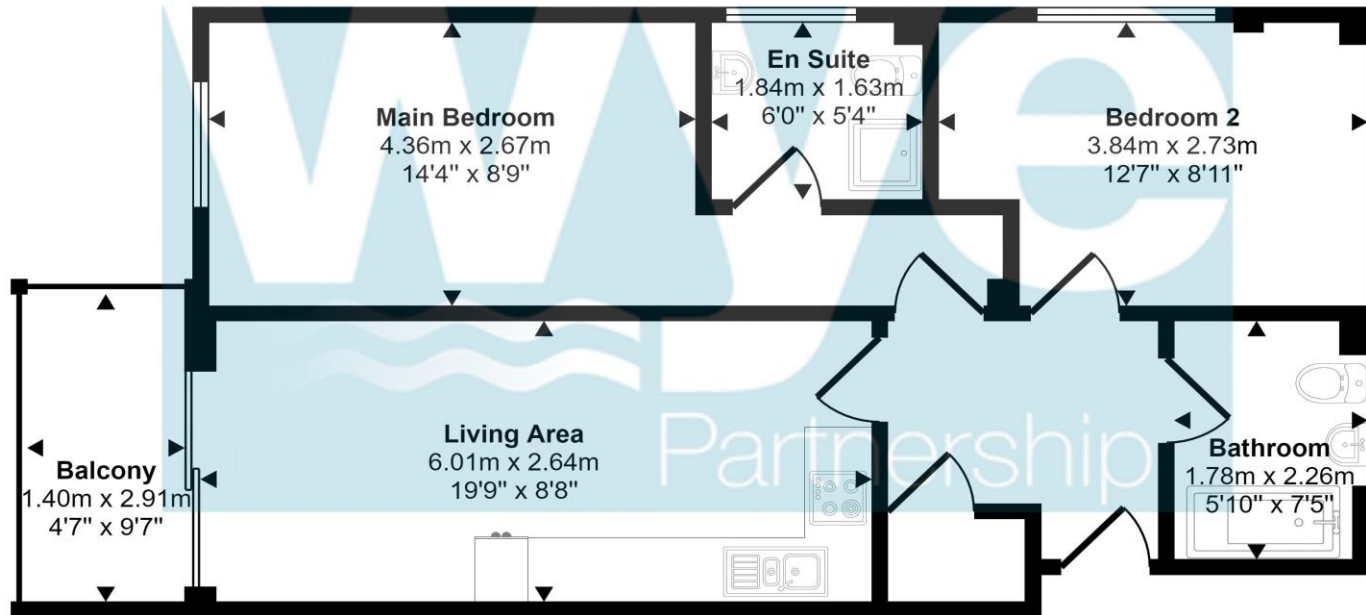 Main Bedroom
4.36m x 2.67m
14'4" x 8'9"
En Suite
1.84m x 1.63m
6'0" x 5'4"
Bedroom 2
3.84m x 2.73m
12'7" x 8'11"
Balcony
1.40m x 2.91m
4'7" x 9'7"
Living Area
6.01m x 2.64m
19'9" x 8'8"
Bathroom
1.78m x 2.26m
5'10" x 7'5"
wye
Partnership